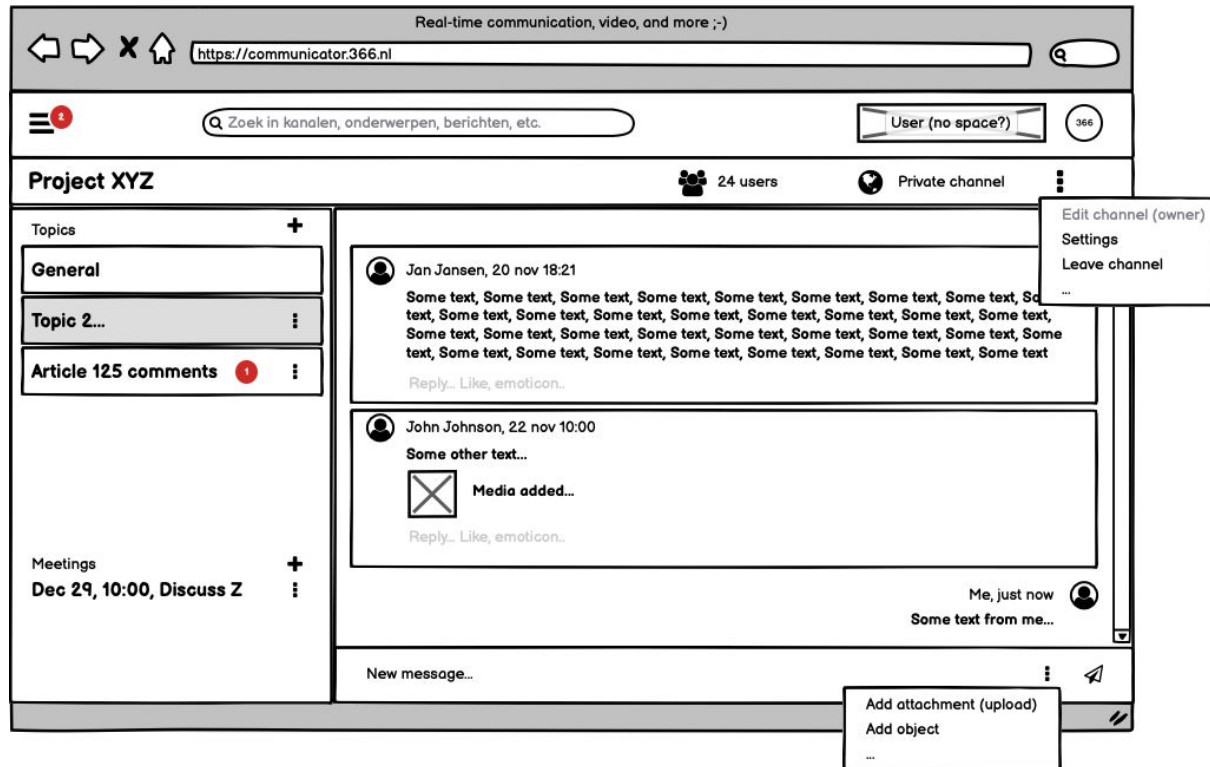 Real-time communication, video, and more ;-)
https://communicator.366.nl
2
Zoek in kanalen, onderwerpen, berichten, etc.
User (no space?)
366
Project XYZ
24 users
Private channel
Edit channel (owner)
Settings
Leave channel
...
Topics
General
Topic 2...
Article 125 comments
1
Meetings
Dec 29, 10:00, Discuss Z
Jan Jansen, 20 nov 18:21
Some text, Some text, Some text, Some text, Some text, Some text, Some text, Some text, So
text, Some text, Some text, Some text, Some text, Some text, Some text, Some text, Some text,
Some text, Some text, Some text, Some text, Some text, Some text, Some text, Some text, Some
text, Some text, Some text, Some text, Some text, Some text, Some text, Some text, Some text
Reply... Like, emoticon..
John Johnson, 22 nov 10:00
Some other text...
Media added...
Reply... Like, emoticon..
Me, just now
Some text from me...
New message...
Add attachment (upload)
Add object
...